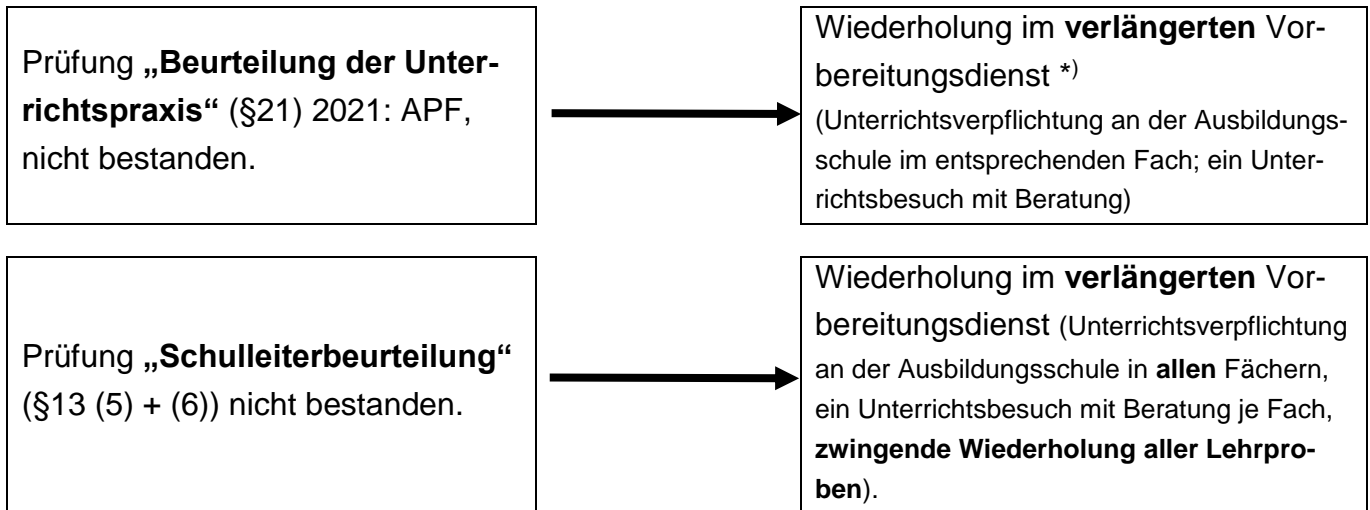 Prüfung „Beurteilung der Unter-
richtspraxis“ (§21) 2021: APF,
nicht bestanden.
Wiederholung im verlängerten Vor-
bereitungsdienst *)
(Unterrichtsverpflichtung an der Ausbildungs-
schule im entsprechenden Fach; ein Unter-
richtsbesuch mit Beratung)
Prüfung „Schulleiterbeurteilung“
(§13 (5) + (6)) nicht bestanden.
Wiederholung im verlängerten Vor-
bereitungsdienst (Unterrichtsverpflichtung
an der Ausbildungsschule in allen Fächern,
ein Unterrichtsbesuch mit Beratung je Fach,
zwingende Wiederholung aller Lehrpro-
ben).